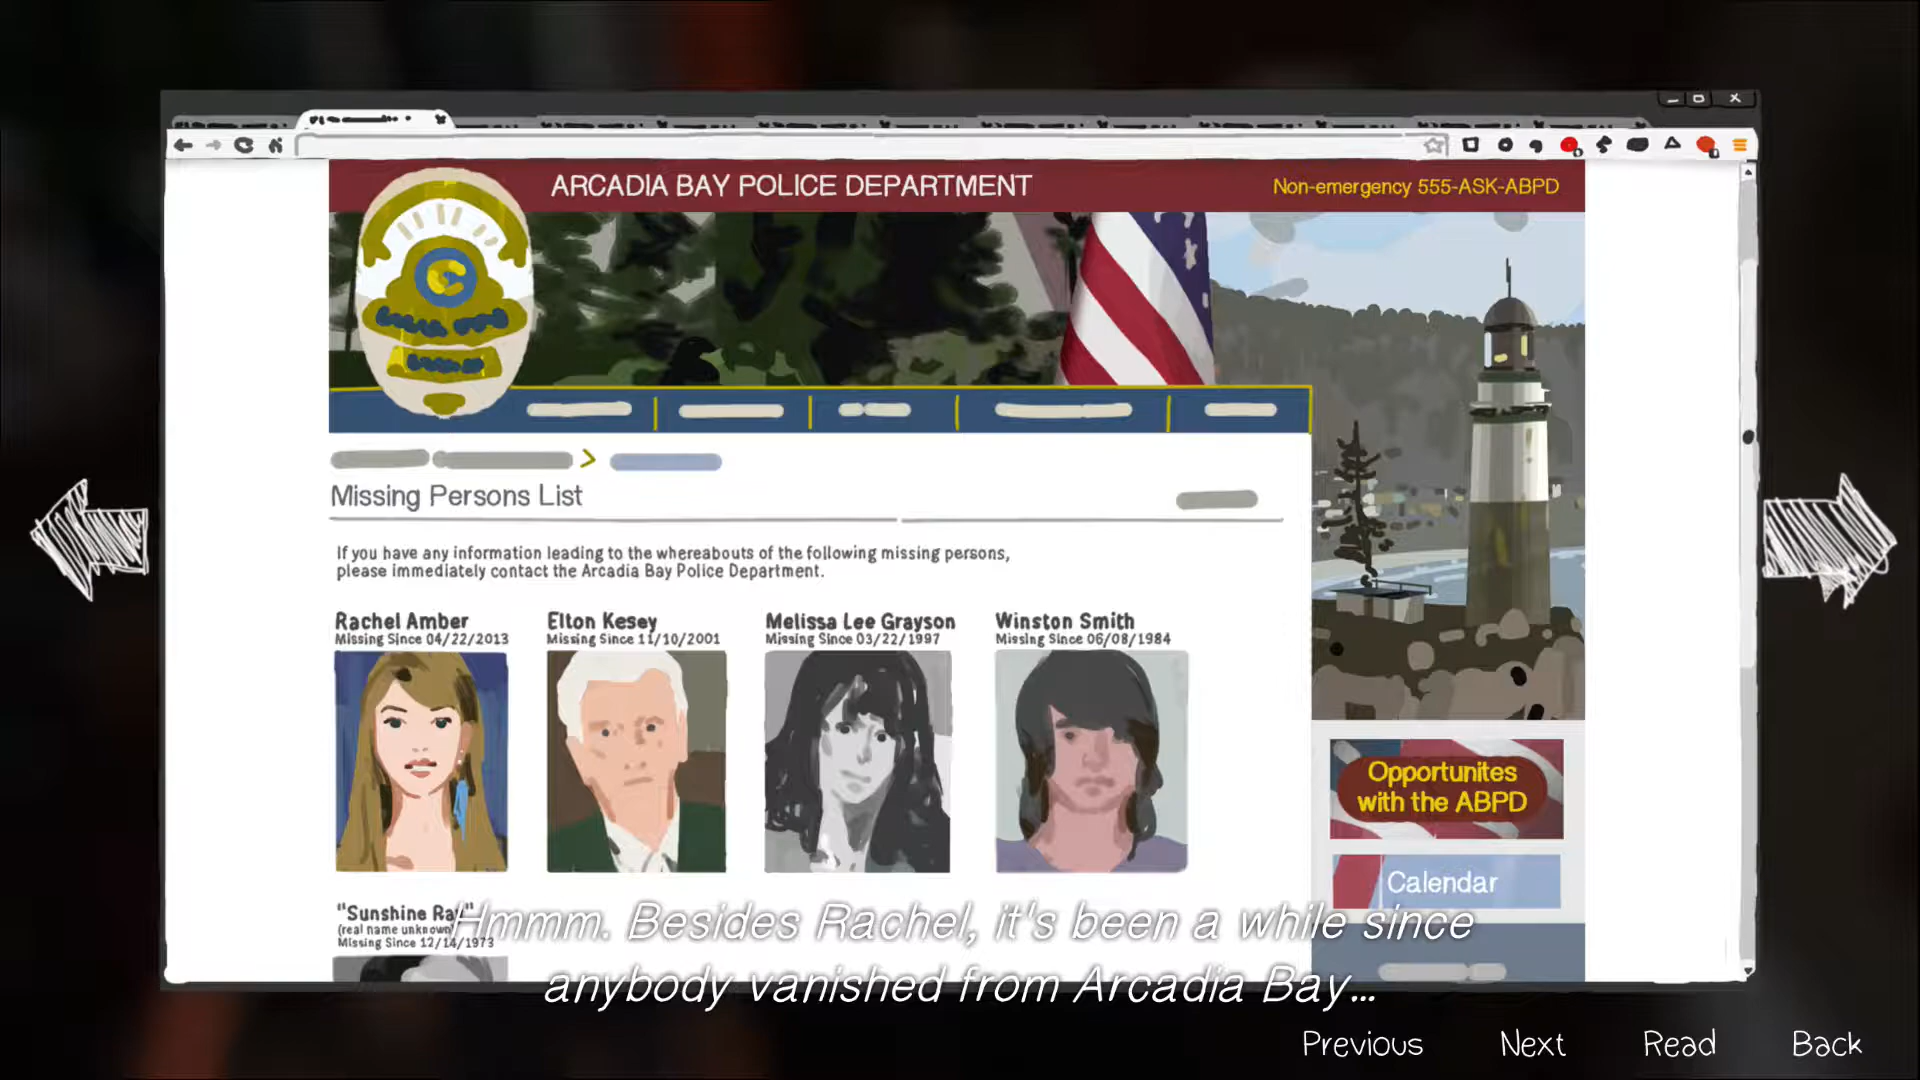 ARCADIA BAY POLICE DEPARTMENT
Non-emergency 555-ASK-ABPD
Missing Persons List
If you have any information leading to the whereabouts of the following missing persons,
please immediately contact the Arcadia Bay Police Department.
Rachel Amber
Missing Since 04/22/2013
Elton Kesey
Missing Since 11/10/2001
Melissa Lee Grayson
Missing Since 03/22/1997
Winston Smith
Missing Since 06/08/1984
"Sunshine Ray"
(real name unknown)
Missing Since 12/14/1973
Opportunites
with the ABPD
Calendar
Hmmm. Besides Rachel, it's been a while since
anybody vanished from Arcadia Bay...
Previous
Next
Read
Back